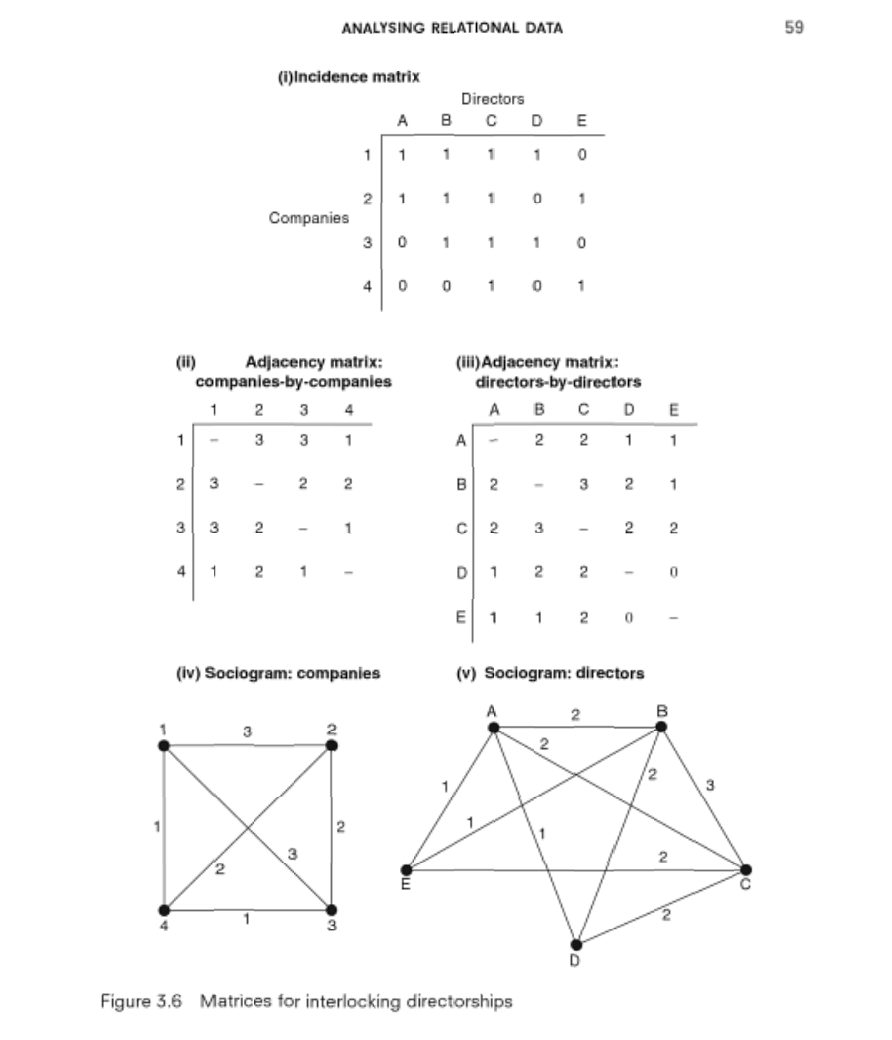 ANALYSING RELATIONAL DATA 59
(i)Incidence matrix
Directors
A B C D E
1 1 1 1 1 0
2 1 1 1 0 1
Companies
3 0 1 1 1 0
4 0 0 1 0 1
(ii) Adjacency matrix:
companies-by-companies
1 2 3 4
1 – 3 3 1
2 3 – 2 2
3 3 2 – 1
4 1 2 1 –
(iii)Adjacency matrix:
directors-by-directors
A B C D E
A – 2 2 1 1
B 2 – 3 2 1
C 2 3 – 2 2
D 1 2 2 – 0
E 1 1 2 0 –
(iv) Sociogram: companies
1 3 2
1 2
3
2
4 1 3
(v) Sociogram: directors
A 2 B
2
1 2 3
1 1
2
E C
2
D
Figure 3.6 Matrices for interlocking directorships